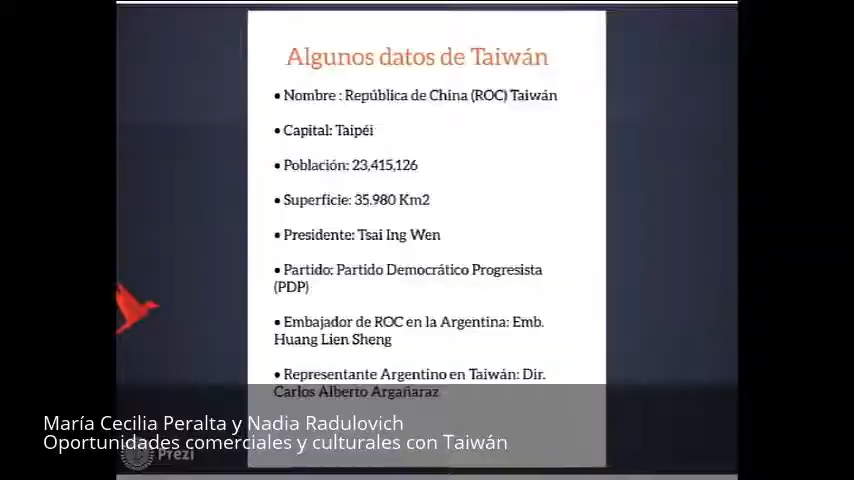 Algunos datos de Taiwán
• Nombre : República de China (ROC) Taiwán
• Capital: Taipéi
• Población: 23,415,126
• Superficie: 35.980 Km2
• Presidente: Tsai Ing Wen
• Partido: Partido Democrático Progresista
(PDP)
• Embajador de ROC en la Argentina: Emb.
Huang Lien Sheng
• Representante Argentino en Taiwán: Dir.
Carlos Alberto Argañaraz
María Cecilia Peralta y Nadia Radulovich
Oportunidades comerciales y culturales con Taiwán
Prezi